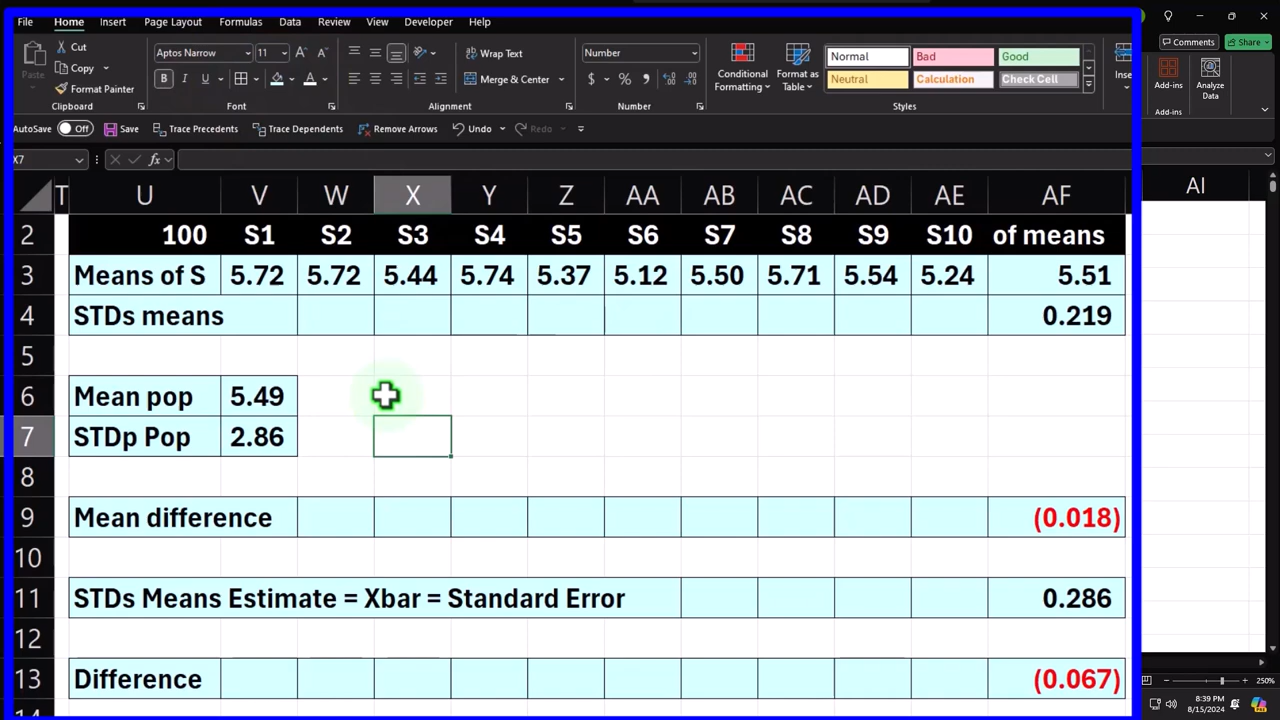 File Home Insert Page Layout Formulas Data Review View Developer Help
Comments Share
Cut
Copy
Format Painter
Paste
Clipboard
Aptos Narrow 11
B I U
Font
Wrap Text
Merge & Center
Alignment
Number
$ % ,
Number
Conditional Formatting
Format as Table
Normal Bad Good
Neutral Calculation Check Cell
Styles
Inse
Add-ins
Add-ins
Analyze Data
AutoSave Off Save Trace Precedents Trace Dependents Remove Arrows Undo Redo
X7 fx
T U V W X Y Z AA AB AC AD AE AF AI
2 100 S1 S2 S3 S4 S5 S6 S7 S8 S9 S10 of means
3 Means of S 5.72 5.72 5.44 5.74 5.37 5.12 5.50 5.71 5.54 5.24 5.51
4 STDs means 0.219
5
6 Mean pop 5.49
7 STDp Pop 2.86
8
9 Mean difference (0.018)
10
11 STDs Means Estimate = Xbar = Standard Error 0.286
12
13 Difference (0.067)
14
250%
8:39 PM
8/15/2024